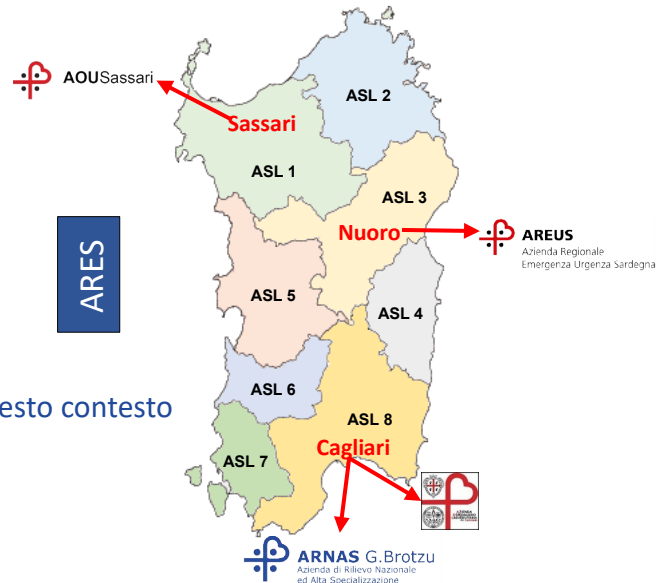 AOUSassari
ASL 2
Sassari
ASL 1
ASL 3
ARES
Nuoro
AREUS
Azienda Regionale
Emergenza Urgenza Sardegna
ASL 5
ASL 4
ASL 6
esto contesto
ASL 8
Cagliari
ASL 7
ARNAS G.Brotzu
Azienda di Rilievo Nazionale
ed Alta Specializzazione